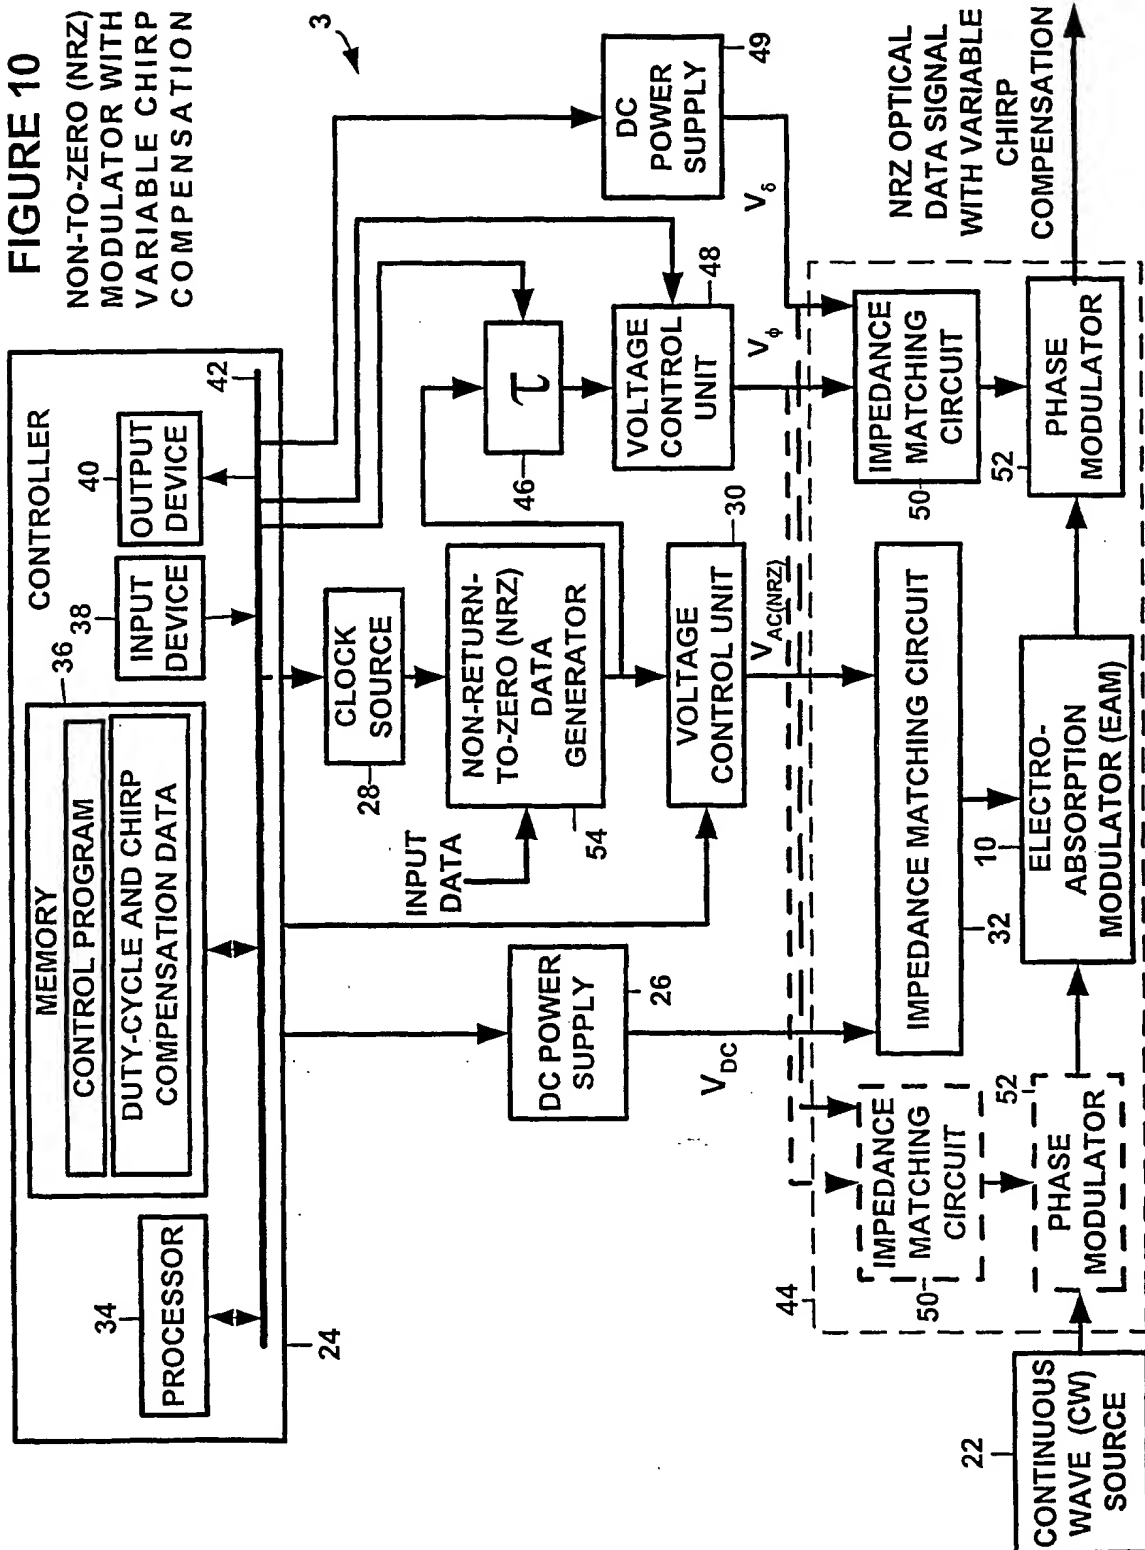 FIGURE 10
NON-TO-ZERO (NRZ)
MODULATOR WITH
VARIABLE CHIRP
COMPENSATION
3
CONTROLLER
MEMORY
36
CONTROL PROGRAM
DUTY-CYCLE AND CHIRP
COMPENSATION DATA
34
PROCESSOR
38
INPUT
DEVICE
40
OUTPUT
DEVICE
42
24
CLOCK
SOURCE
28
INPUT
DATA
NON-RETURN-
TO-ZERO (NRZ)
DATA
GENERATOR
54
τ
46
DC
POWER
SUPPLY
49
DC POWER
SUPPLY
26
VOLTAGE
CONTROL UNIT
30
VOLTAGE
CONTROL
UNIT
48
VDC
VAC(NRZ)
Vϕ
Vδ
44
IMPEDANCE
MATCHING
CIRCUIT
50
IMPEDANCE MATCHING CIRCUIT
32
IMPEDANCE
MATCHING
CIRCUIT
50
22
CONTINUOUS
WAVE (CW)
SOURCE
52
PHASE
MODULATOR
10
ELECTRO-
ABSORPTION
MODULATOR (EAM)
52
PHASE
MODULATOR
NRZ OPTICAL
DATA SIGNAL
WITH VARIABLE
CHIRP
COMPENSATION